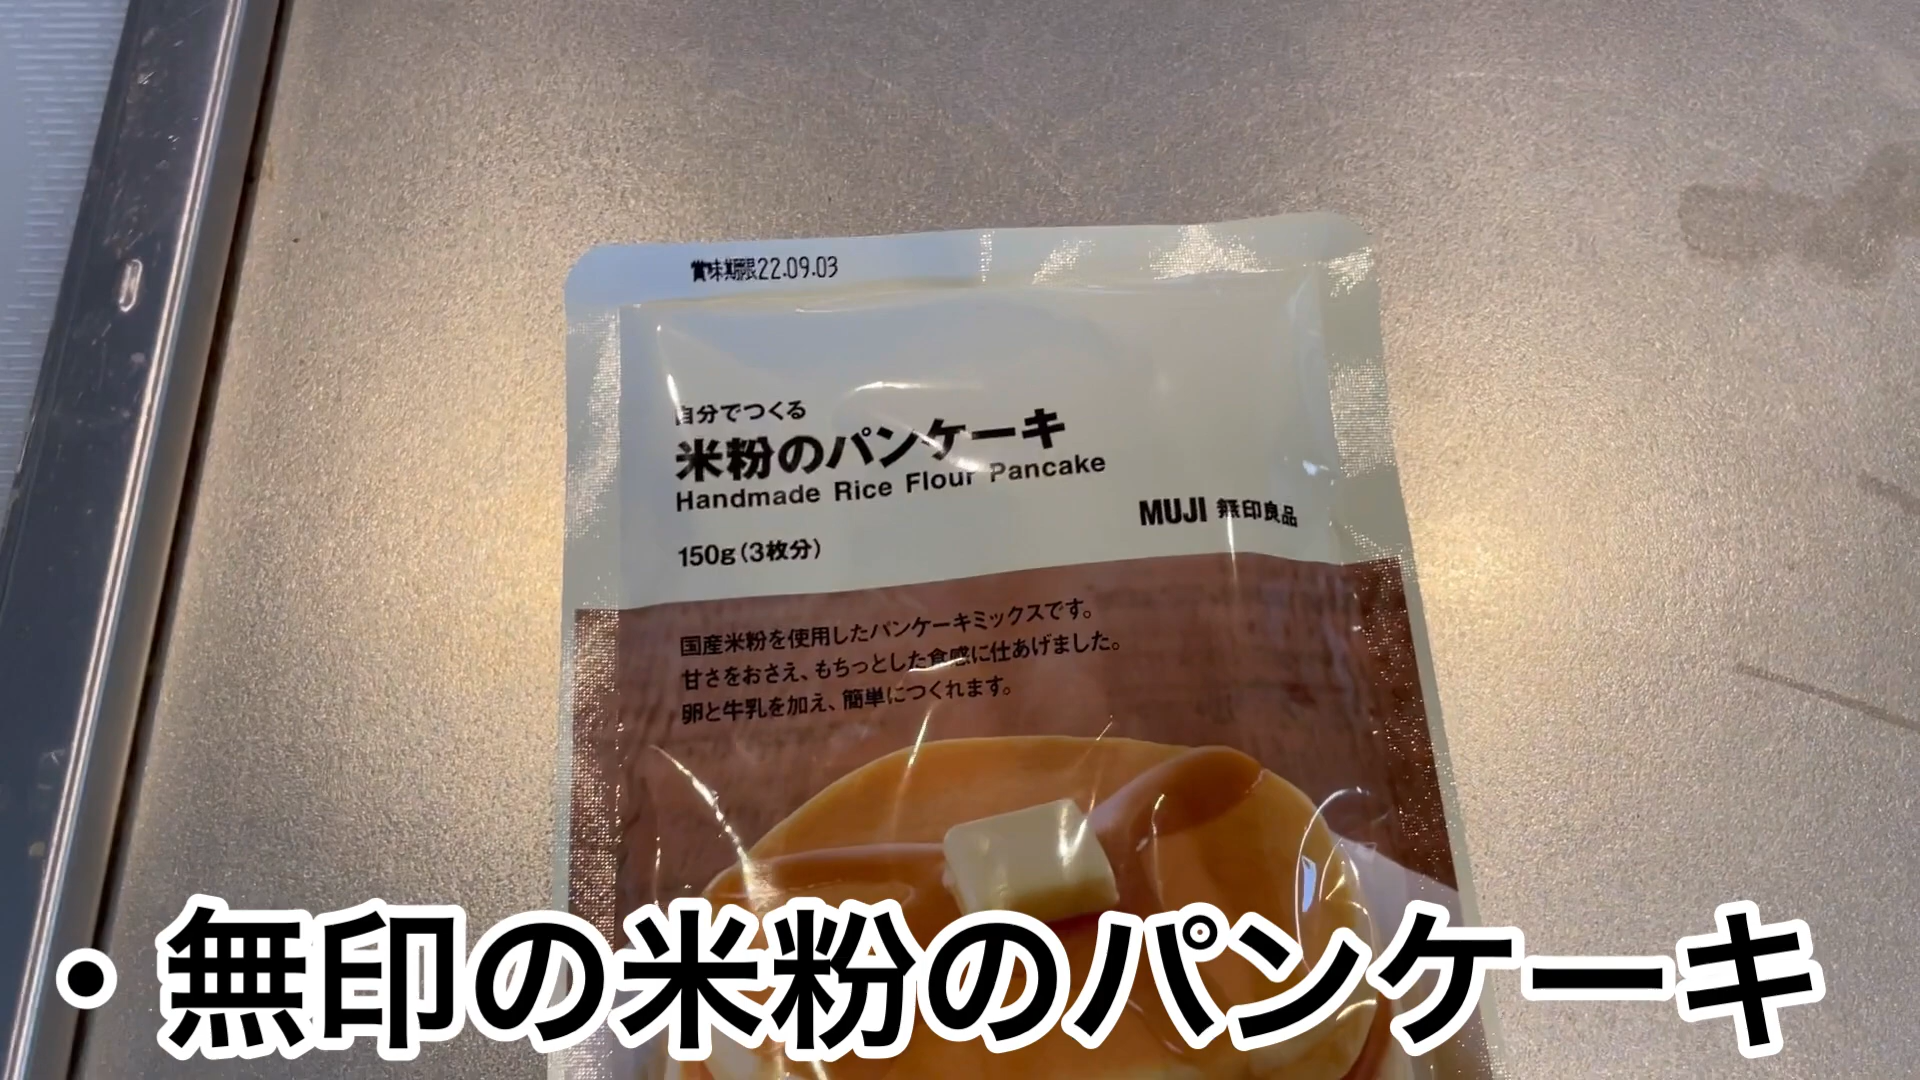 賞味期限22.09.03
自分でつくる
米粉のパンケーキ
Handmade Rice Flour Pancake
MUJI 無印良品
150g(3枚分)
国産米粉を使用したパンケーキミックスです。
甘さをおさえ、もちっとした食感に仕あげました。
卵と牛乳を加え、簡単につくれます。
・無印の米粉のパンケーキ